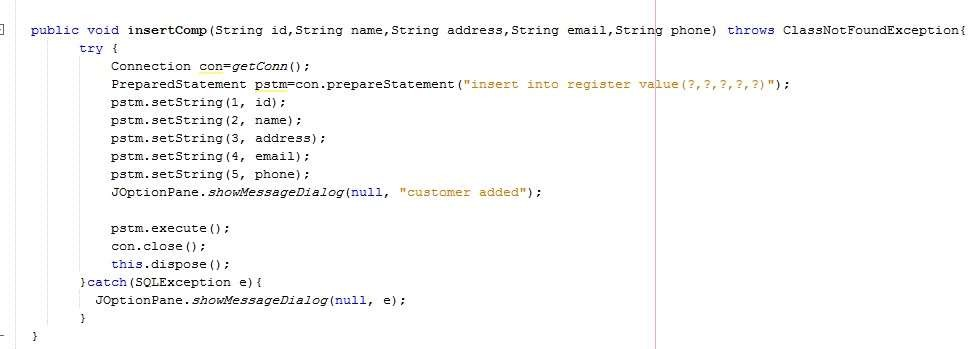 public void insertComp(String id,String name,String address,String email,String phone) throws ClassNotFoundException{
try {
Connection con=getConn();
PreparedStatement pstm=con.prepareStatement("insert into register value(?,?,?,?,?)");
pstm.setString(1, id);
pstm.setString(2, name);
pstm.setString(3, address);
pstm.setString(4, email);
pstm.setString(5, phone);
JOptionPane.showMessageDialog(null, "customer added");
pstm.execute();
con.close();
this.dispose();
}catch(SQLException e){
JOptionPane.showMessageDialog(null, e);
}
}